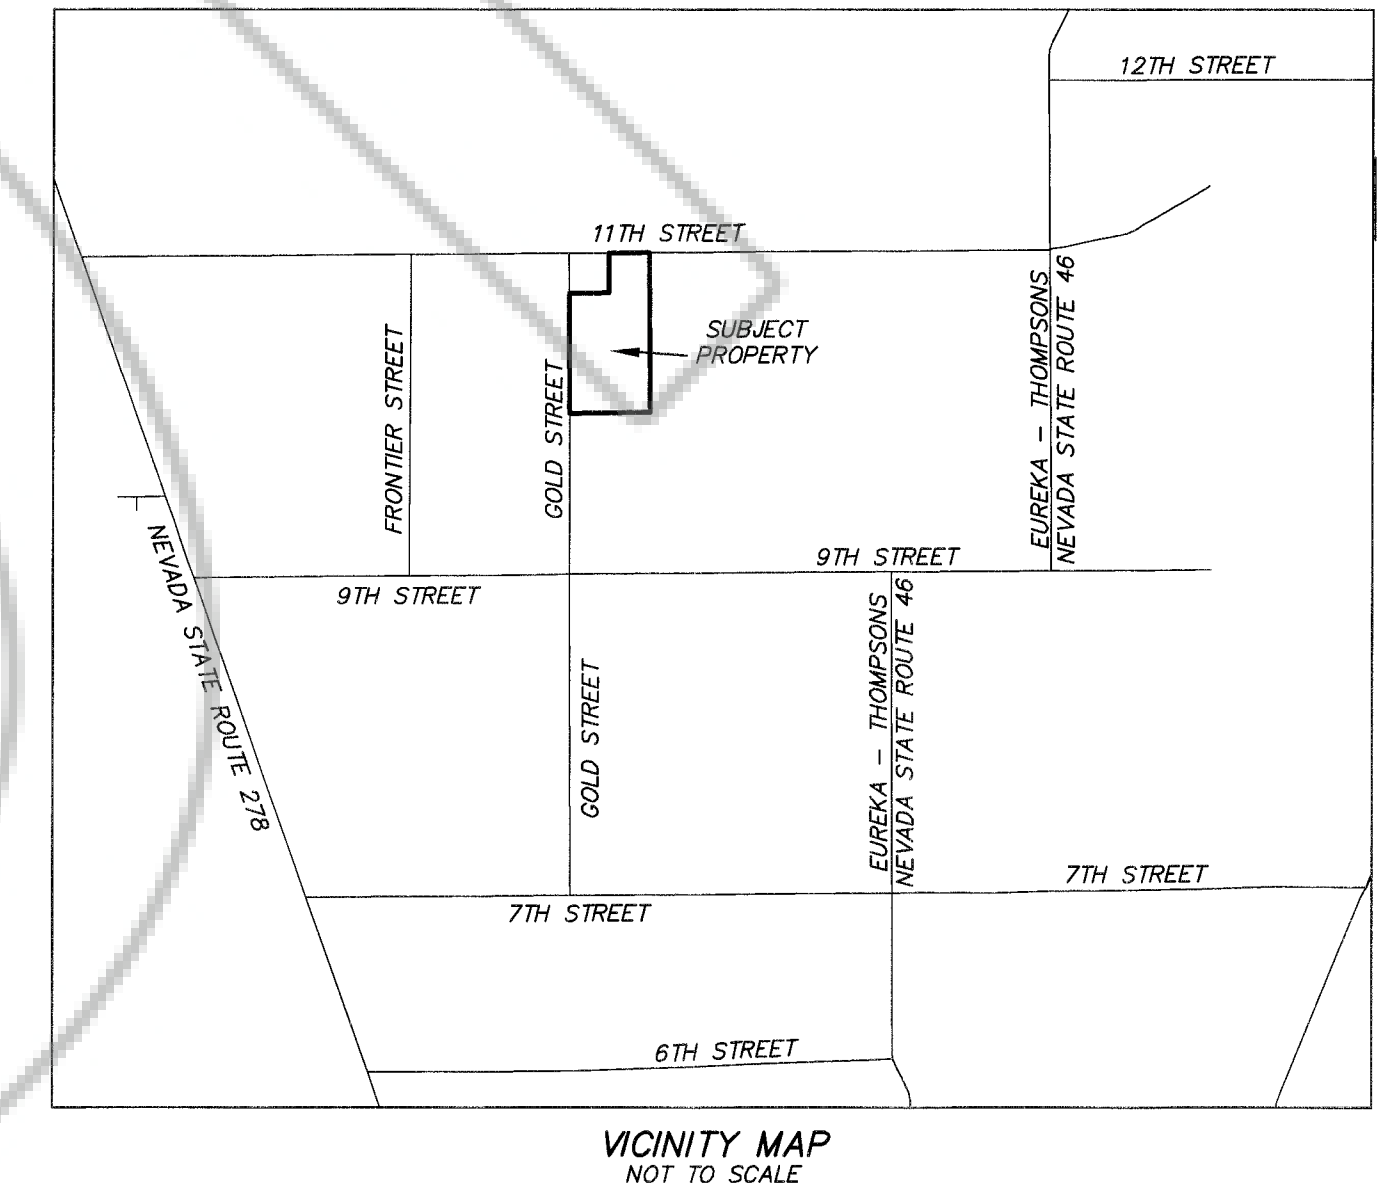 12TH STREET
11TH STREET
SUBJECT
PROPERTY
FRONTIER STREET
GOLD STREET
EUREKA – THOMPSONS
NEVADA STATE ROUTE 46
9TH STREET
9TH STREET
NEVADA STATE ROUTE 278
GOLD STREET
EUREKA – THOMPSONS
NEVADA STATE ROUTE 46
7TH STREET
7TH STREET
6TH STREET
VICINITY MAP
NOT TO SCALE